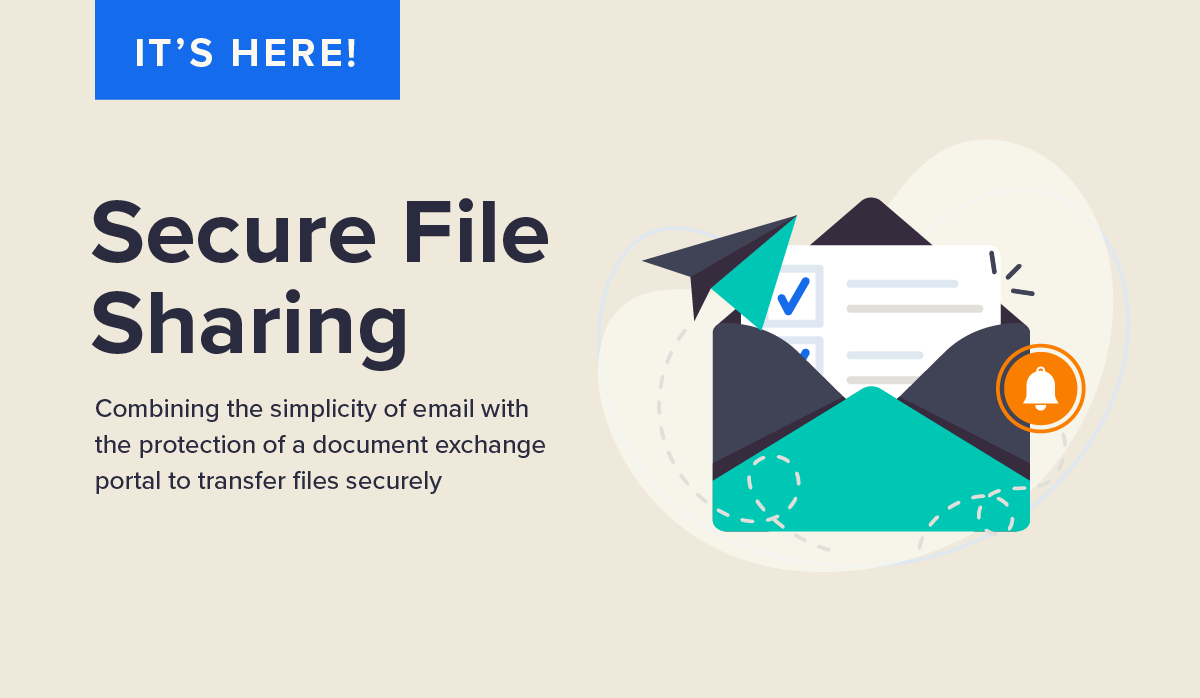 IT’S HERE!
Secure File
Sharing
Combining the simplicity of email with
the protection of a document exchange
portal to transfer files securely